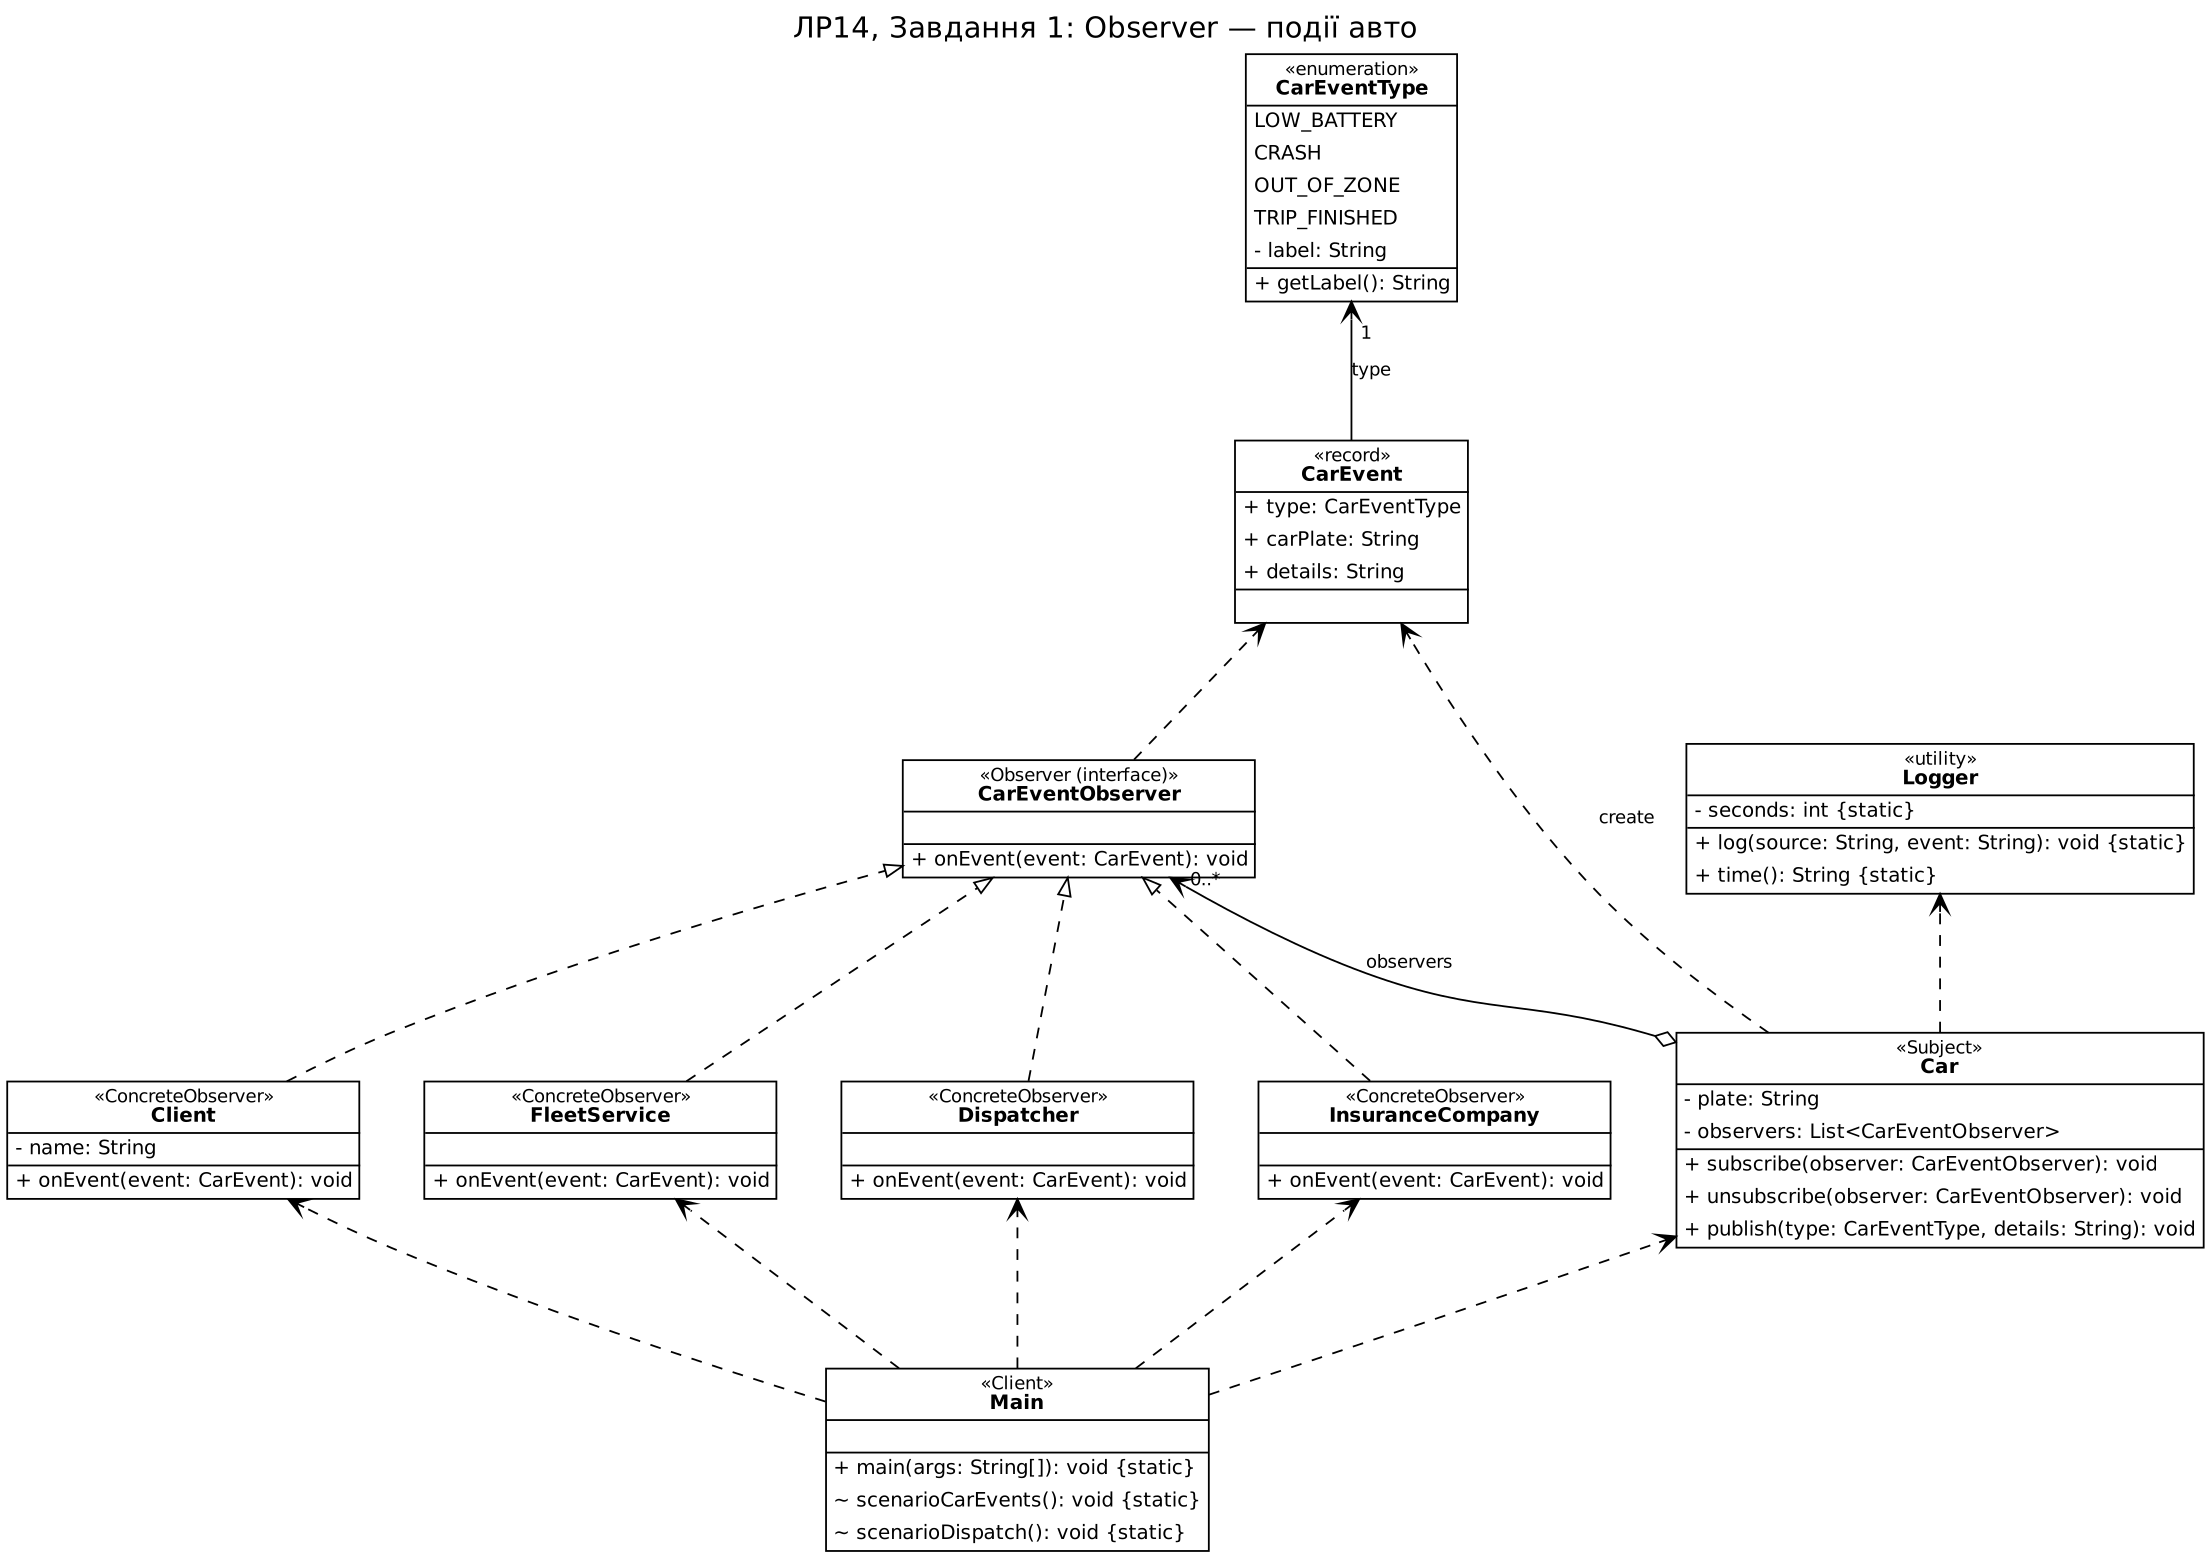 ЛР14, Завдання 1: Observer — події авто
«enumeration»
CarEventType
LOW_BATTERY
CRASH
OUT_OF_ZONE
TRIP_FINISHED
- label: String
+ getLabel(): String
1
type
«record»
CarEvent
+ type: CarEventType
+ carPlate: String
+ details: String
«Observer (interface)»
CarEventObserver
+ onEvent(event: CarEvent): void
0..*
create
«utility»
Logger
- seconds: int {static}
+ log(source: String, event: String): void {static}
+ time(): String {static}
observers
«ConcreteObserver»
Client
- name: String
+ onEvent(event: CarEvent): void
«ConcreteObserver»
FleetService
+ onEvent(event: CarEvent): void
«ConcreteObserver»
Dispatcher
+ onEvent(event: CarEvent): void
«ConcreteObserver»
InsuranceCompany
+ onEvent(event: CarEvent): void
«Subject»
Car
- plate: String
- observers: List<CarEventObserver>
+ subscribe(observer: CarEventObserver): void
+ unsubscribe(observer: CarEventObserver): void
+ publish(type: CarEventType, details: String): void
«Client»
Main
+ main(args: String[]): void {static}
~ scenarioCarEvents(): void {static}
~ scenarioDispatch(): void {static}